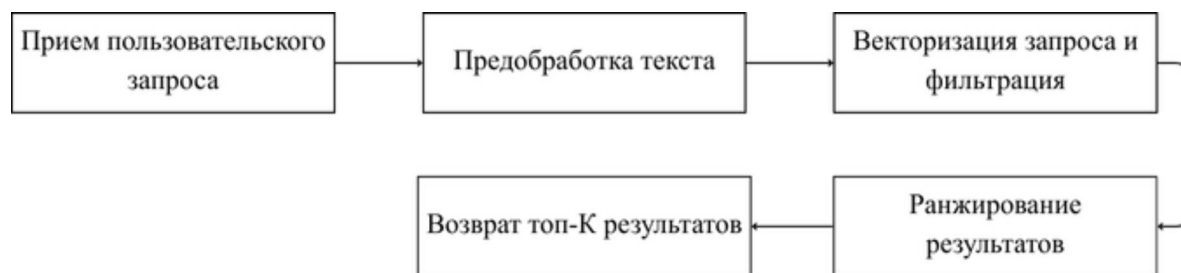 Прием пользовательского
запроса
Предобработка текста
Векторизация запроса и
фильтрация
Ранжирование
результатов
Возврат топ-К результатов